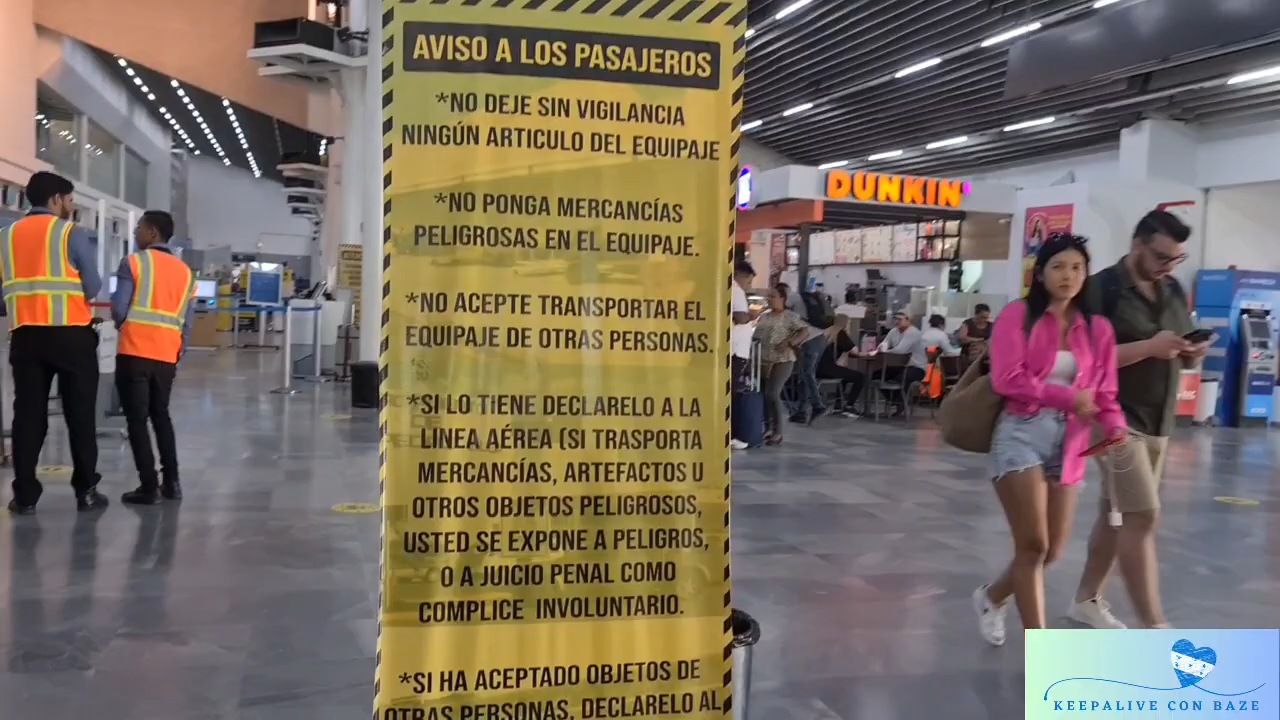 AVISO A LOS PASAJEROS
*NO DEJE SIN VIGILANCIA
NINGÚN ARTICULO DEL EQUIPAJE
*NO PONGA MERCANCÍAS
PELIGROSAS EN EL EQUIPAJE.
*NO ACEPTE TRANSPORTAR EL
EQUIPAJE DE OTRAS PERSONAS.
*SI LO TIENE DECLARELO A LA
LÍNEA AÉREA (SI TRASPORTA
MERCANCÍAS, ARTEFACTOS U
OTROS OBJETOS PELIGROSOS,
USTED SE EXPONE A PELIGROS,
O A JUICIO PENAL COMO
COMPLICE INVOLUNTARIO.
*SI HA ACEPTADO OBJETOS DE
OTRAS PERSONAS, DECLARELO AL
DUNKIN'
KEEPALIVE CON BAZE